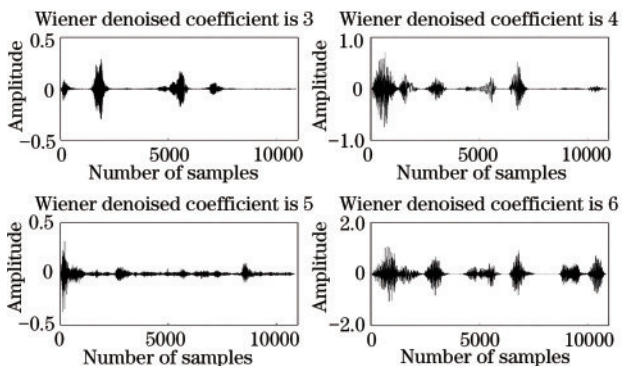 Wiener denoised coefficient is 3
0.5
0
−0.5
Amplitude
0 5000 10000
Number of samples
Wiener denoised coefficient is 4
1.0
0
−1.0
Amplitude
0 5000 10000
Number of samples
Wiener denoised coefficient is 5
0.5
0
−0.5
Amplitude
0 5000 10000
Number of samples
Wiener denoised coefficient is 6
2.0
0
−2.0
Amplitude
0 5000 10000
Number of samples